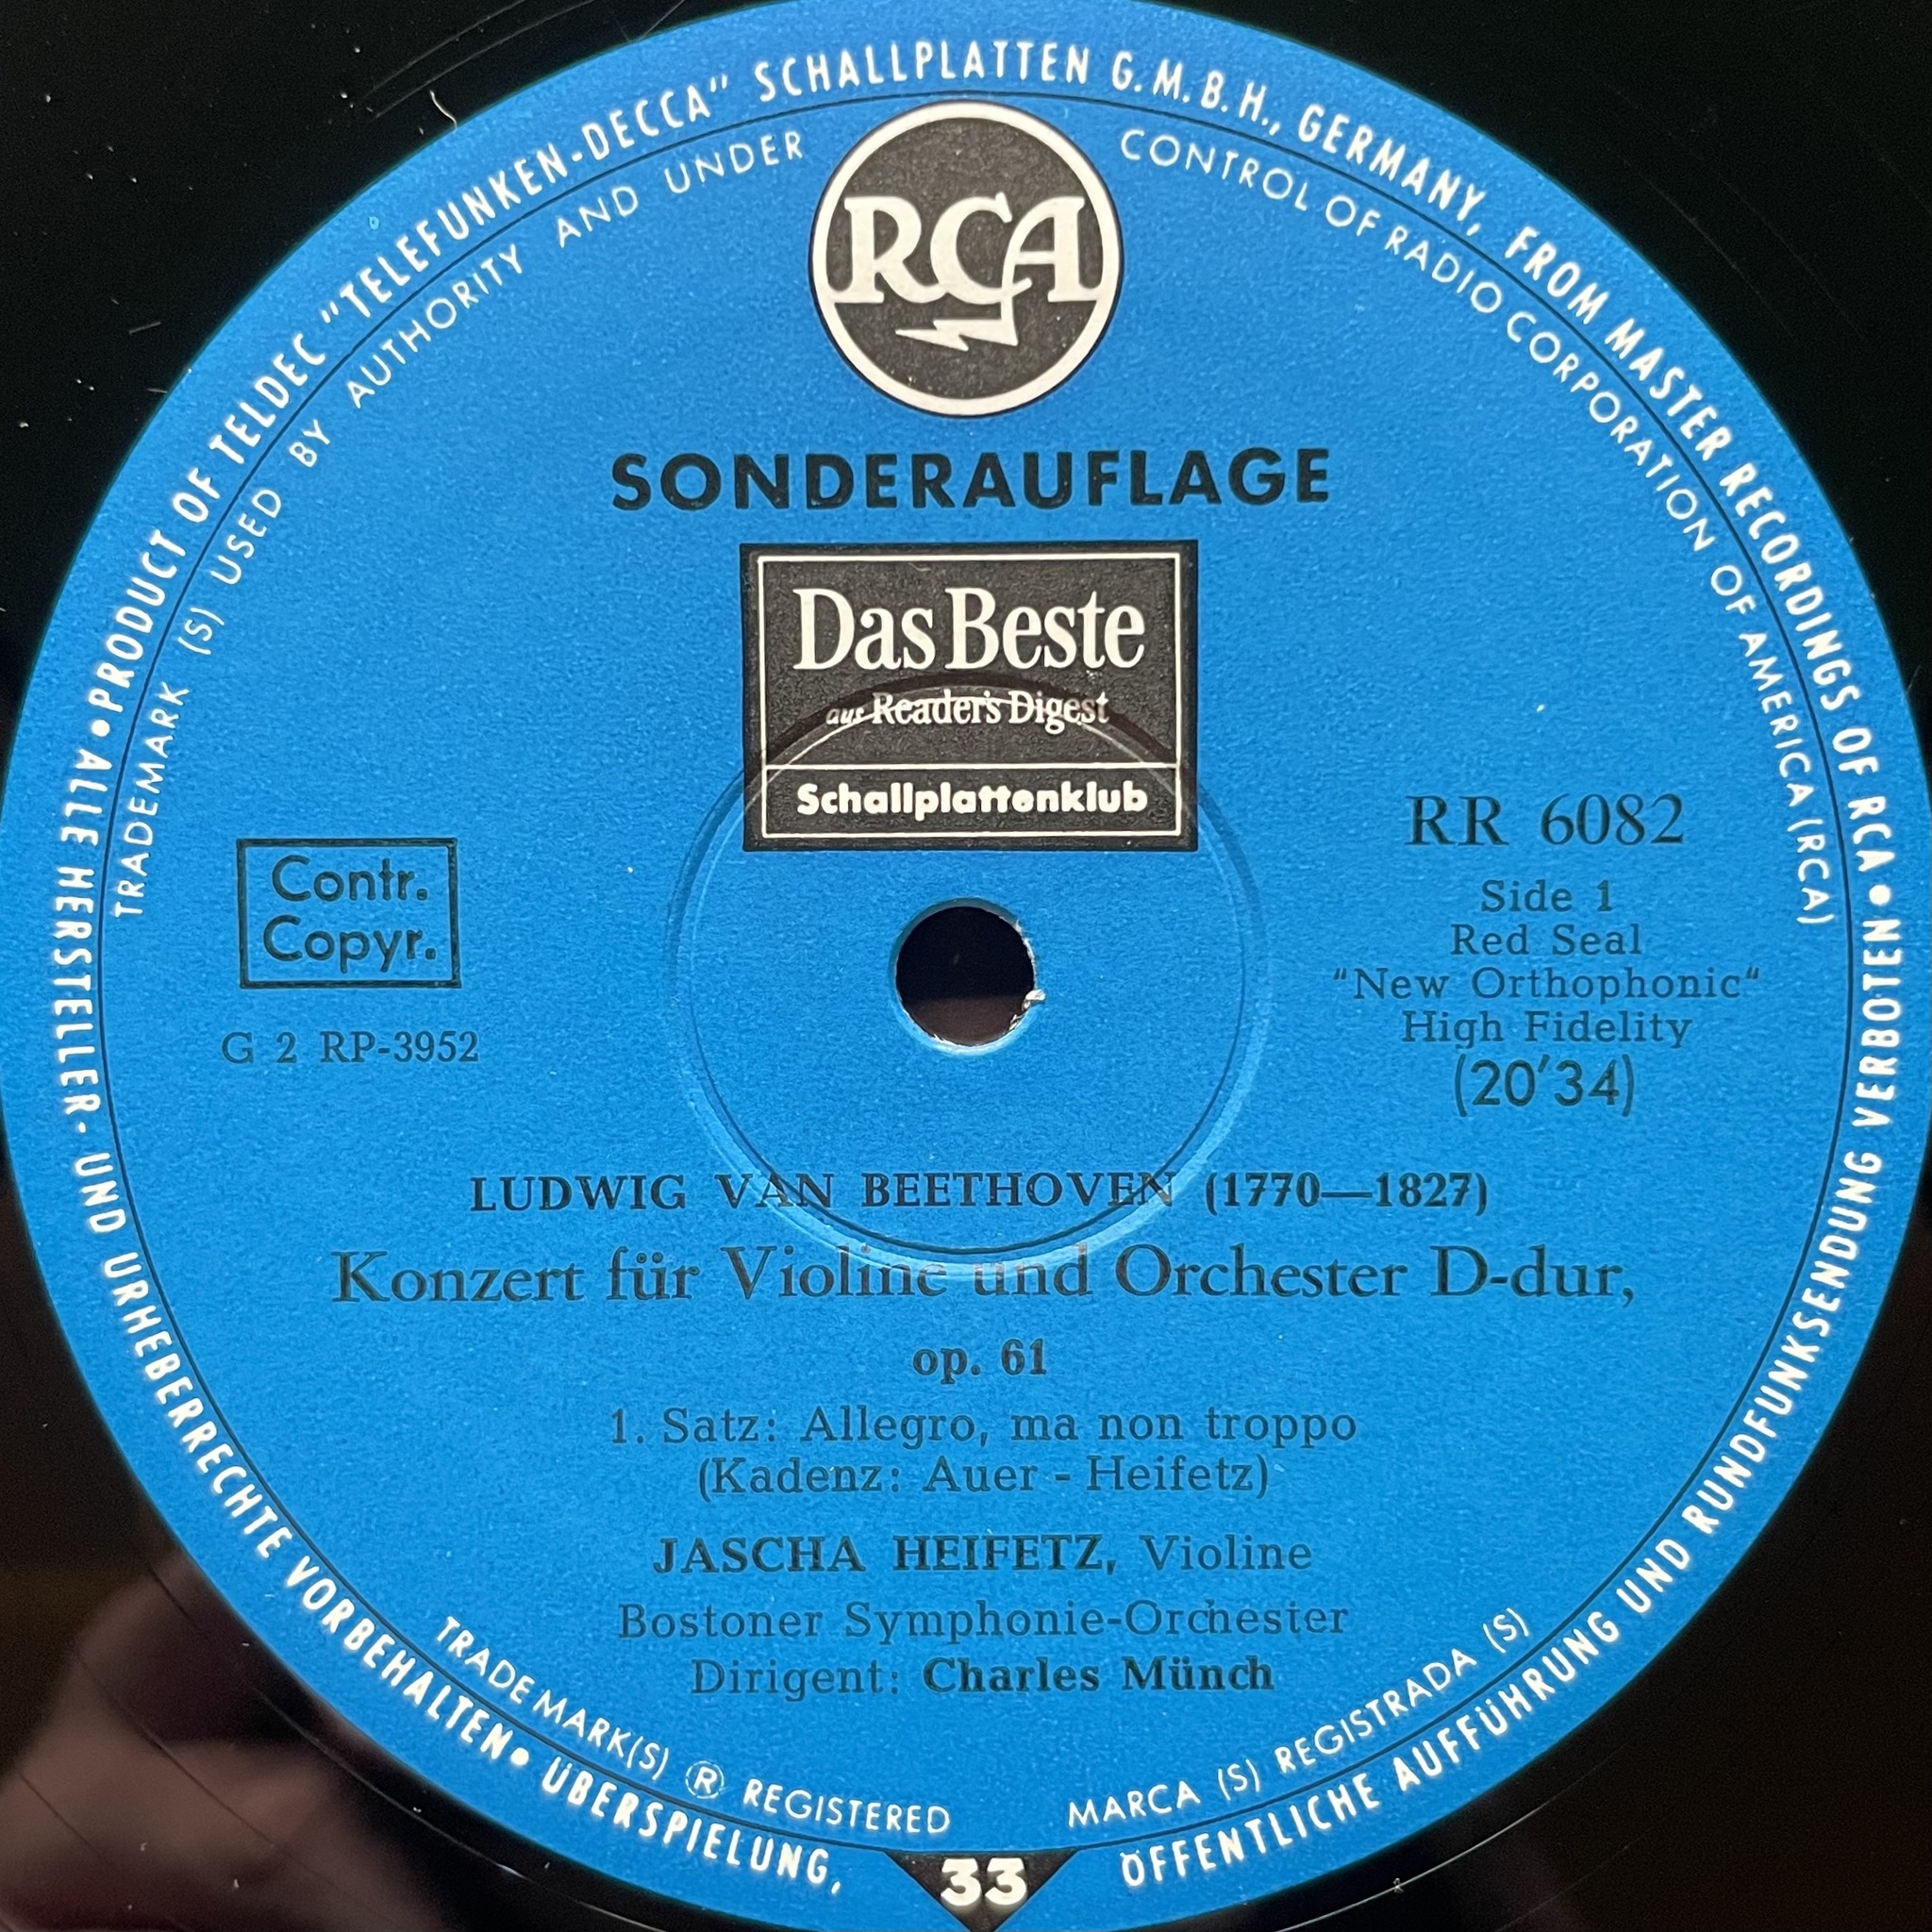 PRODUCT OF TELDEC "TELEFUNKEN-DECCA" SCHALLPLATTEN G.M.B.H., GERMANY, FROM MASTER RECORDINGS OF RCA •
TRADEMARK (S) USED BY AUTHORITY AND UNDER CONTROL OF RADIO CORPORATION OF AMERICA (RCA)
RCA
SONDERAUFLAGE
Das Beste
aus Reader's Digest
Schallplattenklub
Contr.
Copyr.
G 2 RP-3952
RR 6082
Side 1
Red Seal
"New Orthophonic"
High Fidelity
(20'34)
LUDWIG VAN BEETHOVEN (1770—1827)
Konzert für Violine und Orchester D-dur,
op. 61
1. Satz: Allegro, ma non troppo
(Kadenz: Auer - Heifetz)
JASCHA HEIFETZ, Violine
Bostoner Symphonie-Orchester
Dirigent: Charles Münch
TRADEMARK(S) ® REGISTERED
MARCA (S) REGISTRADA (S)
• ALLE HERSTELLER- UND URHEBERRECHTE VORBEHALTEN • ÜBERSPIELUNG, ÖFFENTLICHE AUFFÜHRUNG UND RUNDFUNKSENDUNG VERBOTEN
33